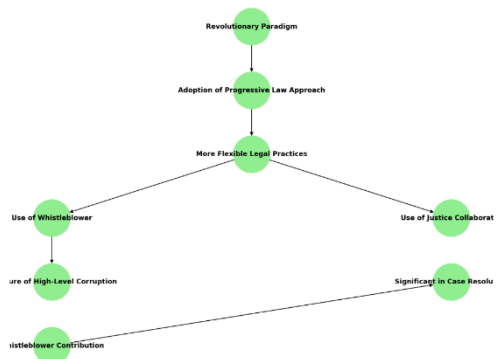 Revolutionary Paradigm
Adoption of Progressive Law Approach
More Flexible Legal Practices
Use of Whistleblower
Use of Justice Collaborat
ure of High-Level Corruption
Significant in Case Resolu
histleblower Contribution